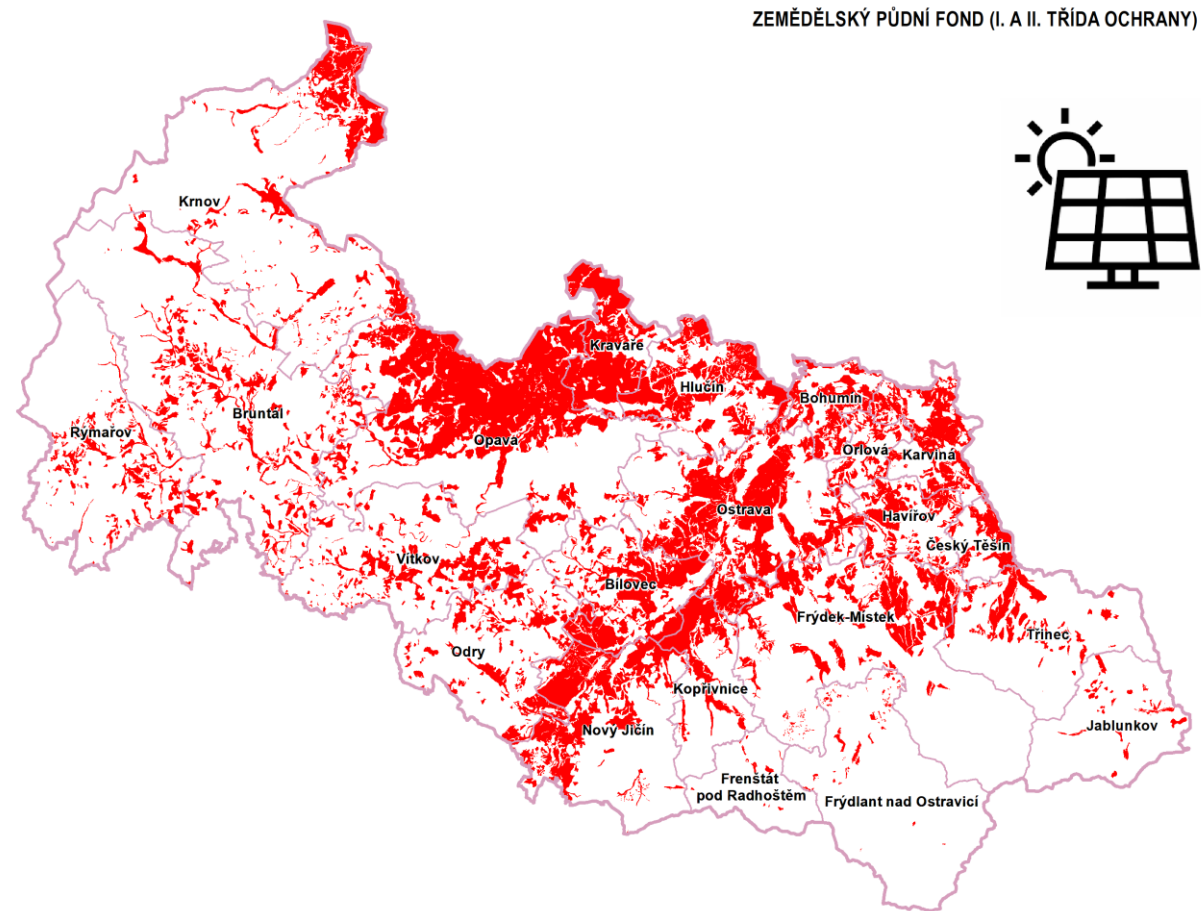 ZEMĚDĚLSKÝ PŮDNÍ FOND (I. A II. TŘÍDA OCHRANY)
Krnov
Kravaře
Hlučín
Bohumín
Bruntál
Rýmařov
Opava
Orlová
Karviná
Ostrava
Havířov
Český Těšín
Vítkov
Bílovec
Frýdek-Místek
Třinec
Odry
Kopřivnice
Nový Jičín
Jablunkov
Frenštát
pod Radhoštěm
Frýdlant nad Ostravicí